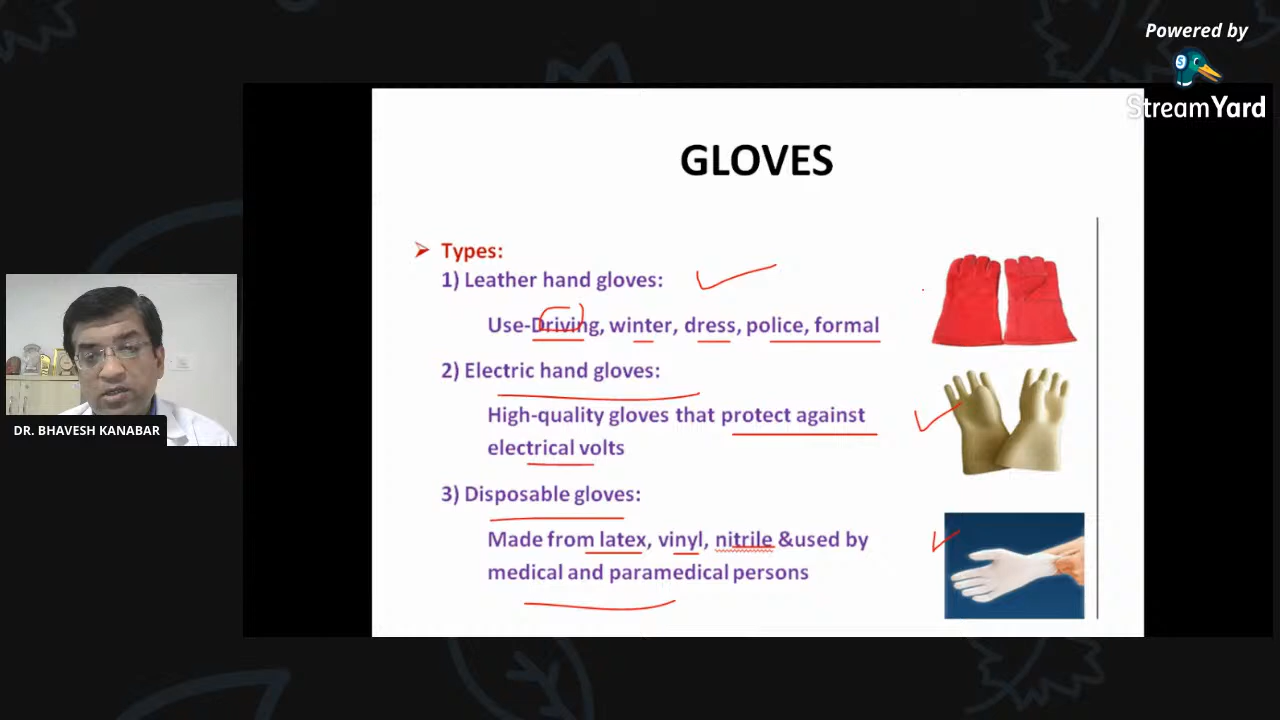 Powered by
StreamYard
GLOVES
Types:
1) Leather hand gloves:
Use-Driving, winter, dress, police, formal
2) Electric hand gloves:
High-quality gloves that protect against
electrical volts
3) Disposable gloves:
Made from latex, vinyl, nitrile &used by
medical and paramedical persons
DR. BHAVESH KANABAR